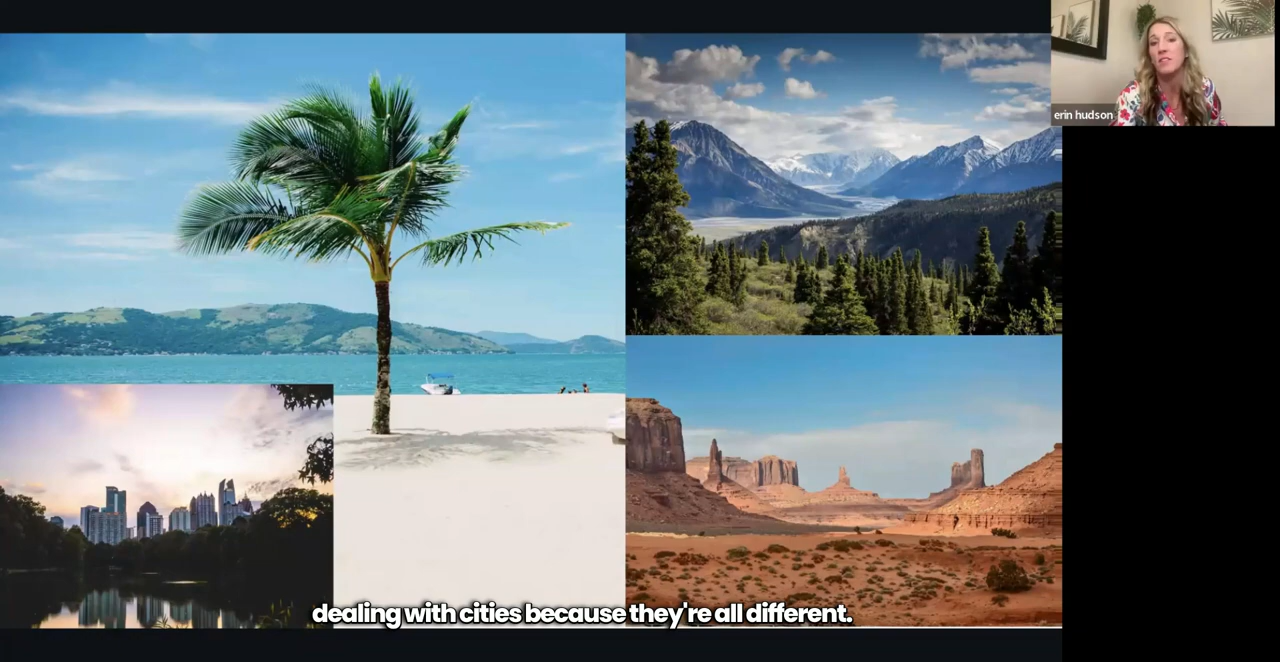 erin hudson
dealing with cities because they're all different.